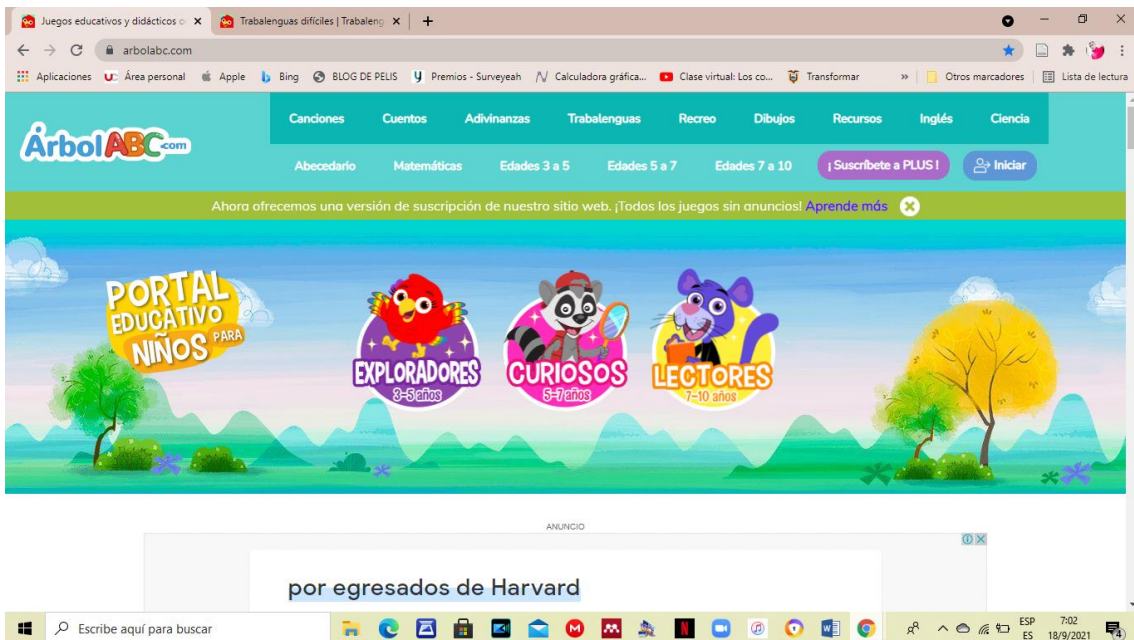 Juegos educativos y didácticos o
Trabalenguas difíciles | Trabaleng
arbolabc.com
Aplicaciones
Área personal
Apple
Bing
BLOG DE PELIS
Premios - Surveyeah
Calculadora gráfica...
Clase virtual: Los co...
Transformar
»
Otros marcadores
Lista de lectura
ÁrbolABC.com
Canciones Cuentos Adivinanzas Trabalenguas Recreo Dibujos Recursos Inglés Ciencia
Abecedario Matemáticas Edades 3 a 5 Edades 5 a 7 Edades 7 a 10 ¡Suscríbete a PLUS! Iniciar
Ahora ofrecemos una versión de suscripción de nuestro sitio web. ¡Todos los juegos sin anuncios! Aprende más
PORTAL
EDUCATIVO
PARA
NIÑOS
EXPLORADORES
3-5 años
CURIOSOS
5-7 años
LECTORES
7-10 años
ANUNCIO
por egresados de Harvard
Escribe aquí para buscar
ESP
ES
7:02
18/9/2021
4